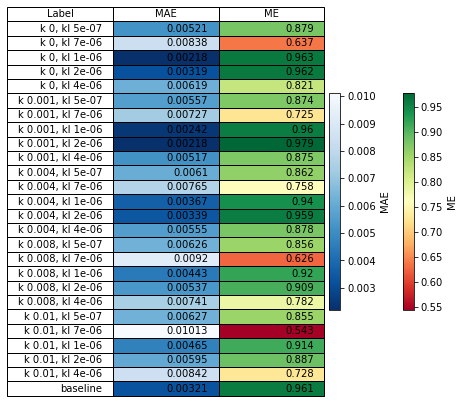 Label MAE ME
k 0, kl 5e-07 0.00521 0.879
k 0, kl 7e-06 0.00838 0.637
k 0, kl 1e-06 0.00218 0.963
k 0, kl 2e-06 0.00319 0.962
k 0, kl 4e-06 0.00619 0.821
k 0.001, kl 5e-07 0.00557 0.874
k 0.001, kl 7e-06 0.00727 0.725
k 0.001, kl 1e-06 0.00242 0.96
k 0.001, kl 2e-06 0.00218 0.979
k 0.001, kl 4e-06 0.00517 0.875
k 0.004, kl 5e-07 0.0061 0.862
k 0.004, kl 7e-06 0.00765 0.758
k 0.004, kl 1e-06 0.00367 0.94
k 0.004, kl 2e-06 0.00339 0.959
k 0.004, kl 4e-06 0.00555 0.878
k 0.008, kl 5e-07 0.00626 0.856
k 0.008, kl 7e-06 0.0092 0.626
k 0.008, kl 1e-06 0.00443 0.92
k 0.008, kl 2e-06 0.00537 0.909
k 0.008, kl 4e-06 0.00741 0.782
k 0.01, kl 5e-07 0.00627 0.855
k 0.01, kl 7e-06 0.01013 0.543
k 0.01, kl 1e-06 0.00465 0.914
k 0.01, kl 2e-06 0.00595 0.887
k 0.01, kl 4e-06 0.00842 0.728
baseline 0.00321 0.961
0.010
0.009
0.008
0.007
0.006
0.005
0.004
0.003
MAE
0.95
0.90
0.85
0.80
0.75
0.70
0.65
0.60
0.55
ME